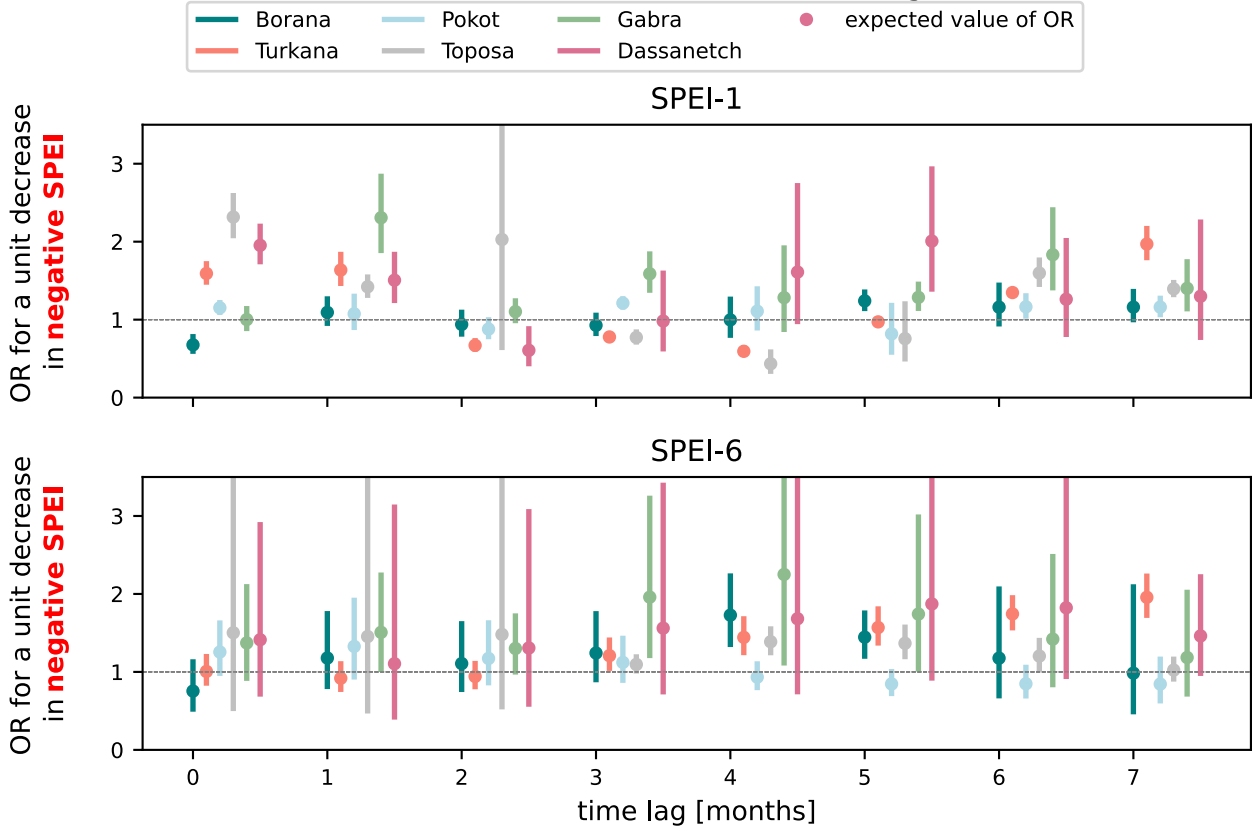 Borana Pokot Gabra expected value of OR
Turkana Toposa Dassanetch
SPEI-1
OR for a unit decrease
in negative SPEI
3
2
1
0
SPEI-6
OR for a unit decrease
in negative SPEI
3
2
1
0
0 1 2 3 4 5 6 7
time lag [months]